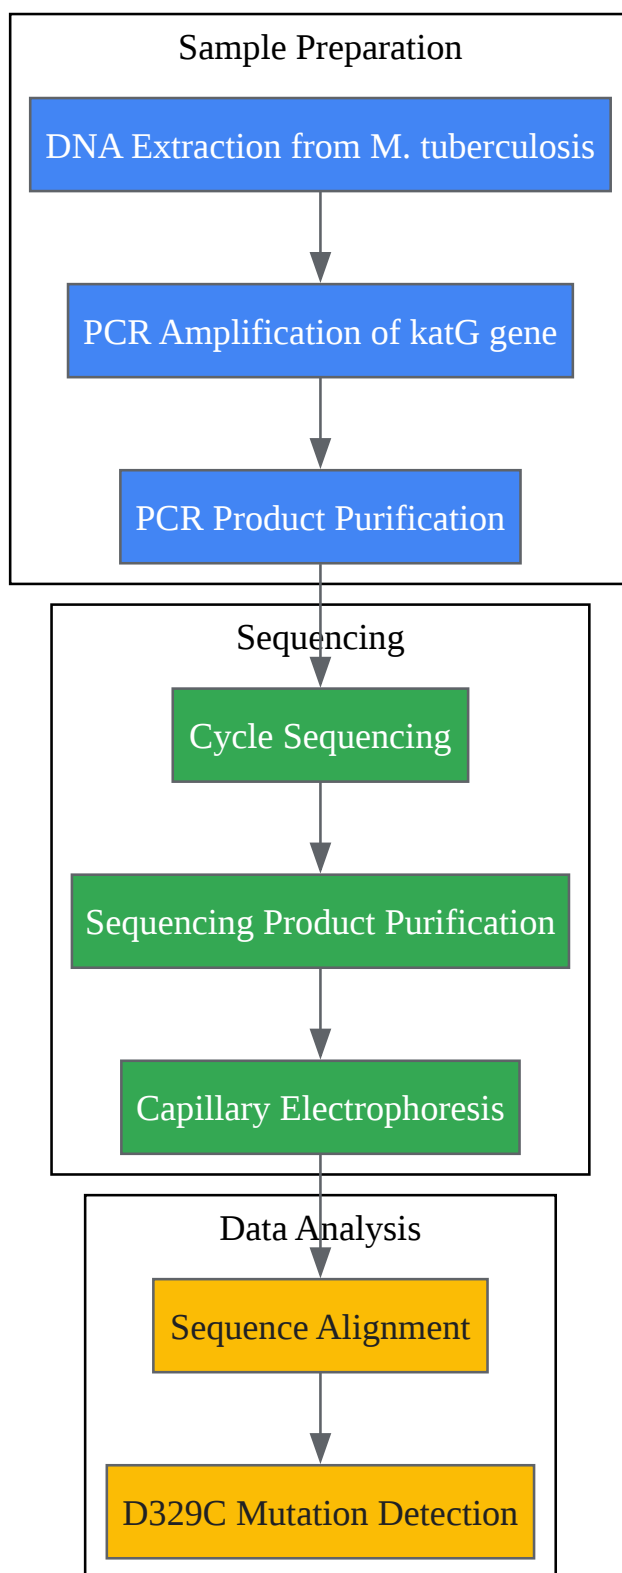 Sample Preparation
DNA Extraction from M. tuberculosis
PCR Amplification of katG gene
PCR Product Purification
Sequencing
Cycle Sequencing
Sequencing Product Purification
Capillary Electrophoresis
Data Analysis
Sequence Alignment
D329C Mutation Detection